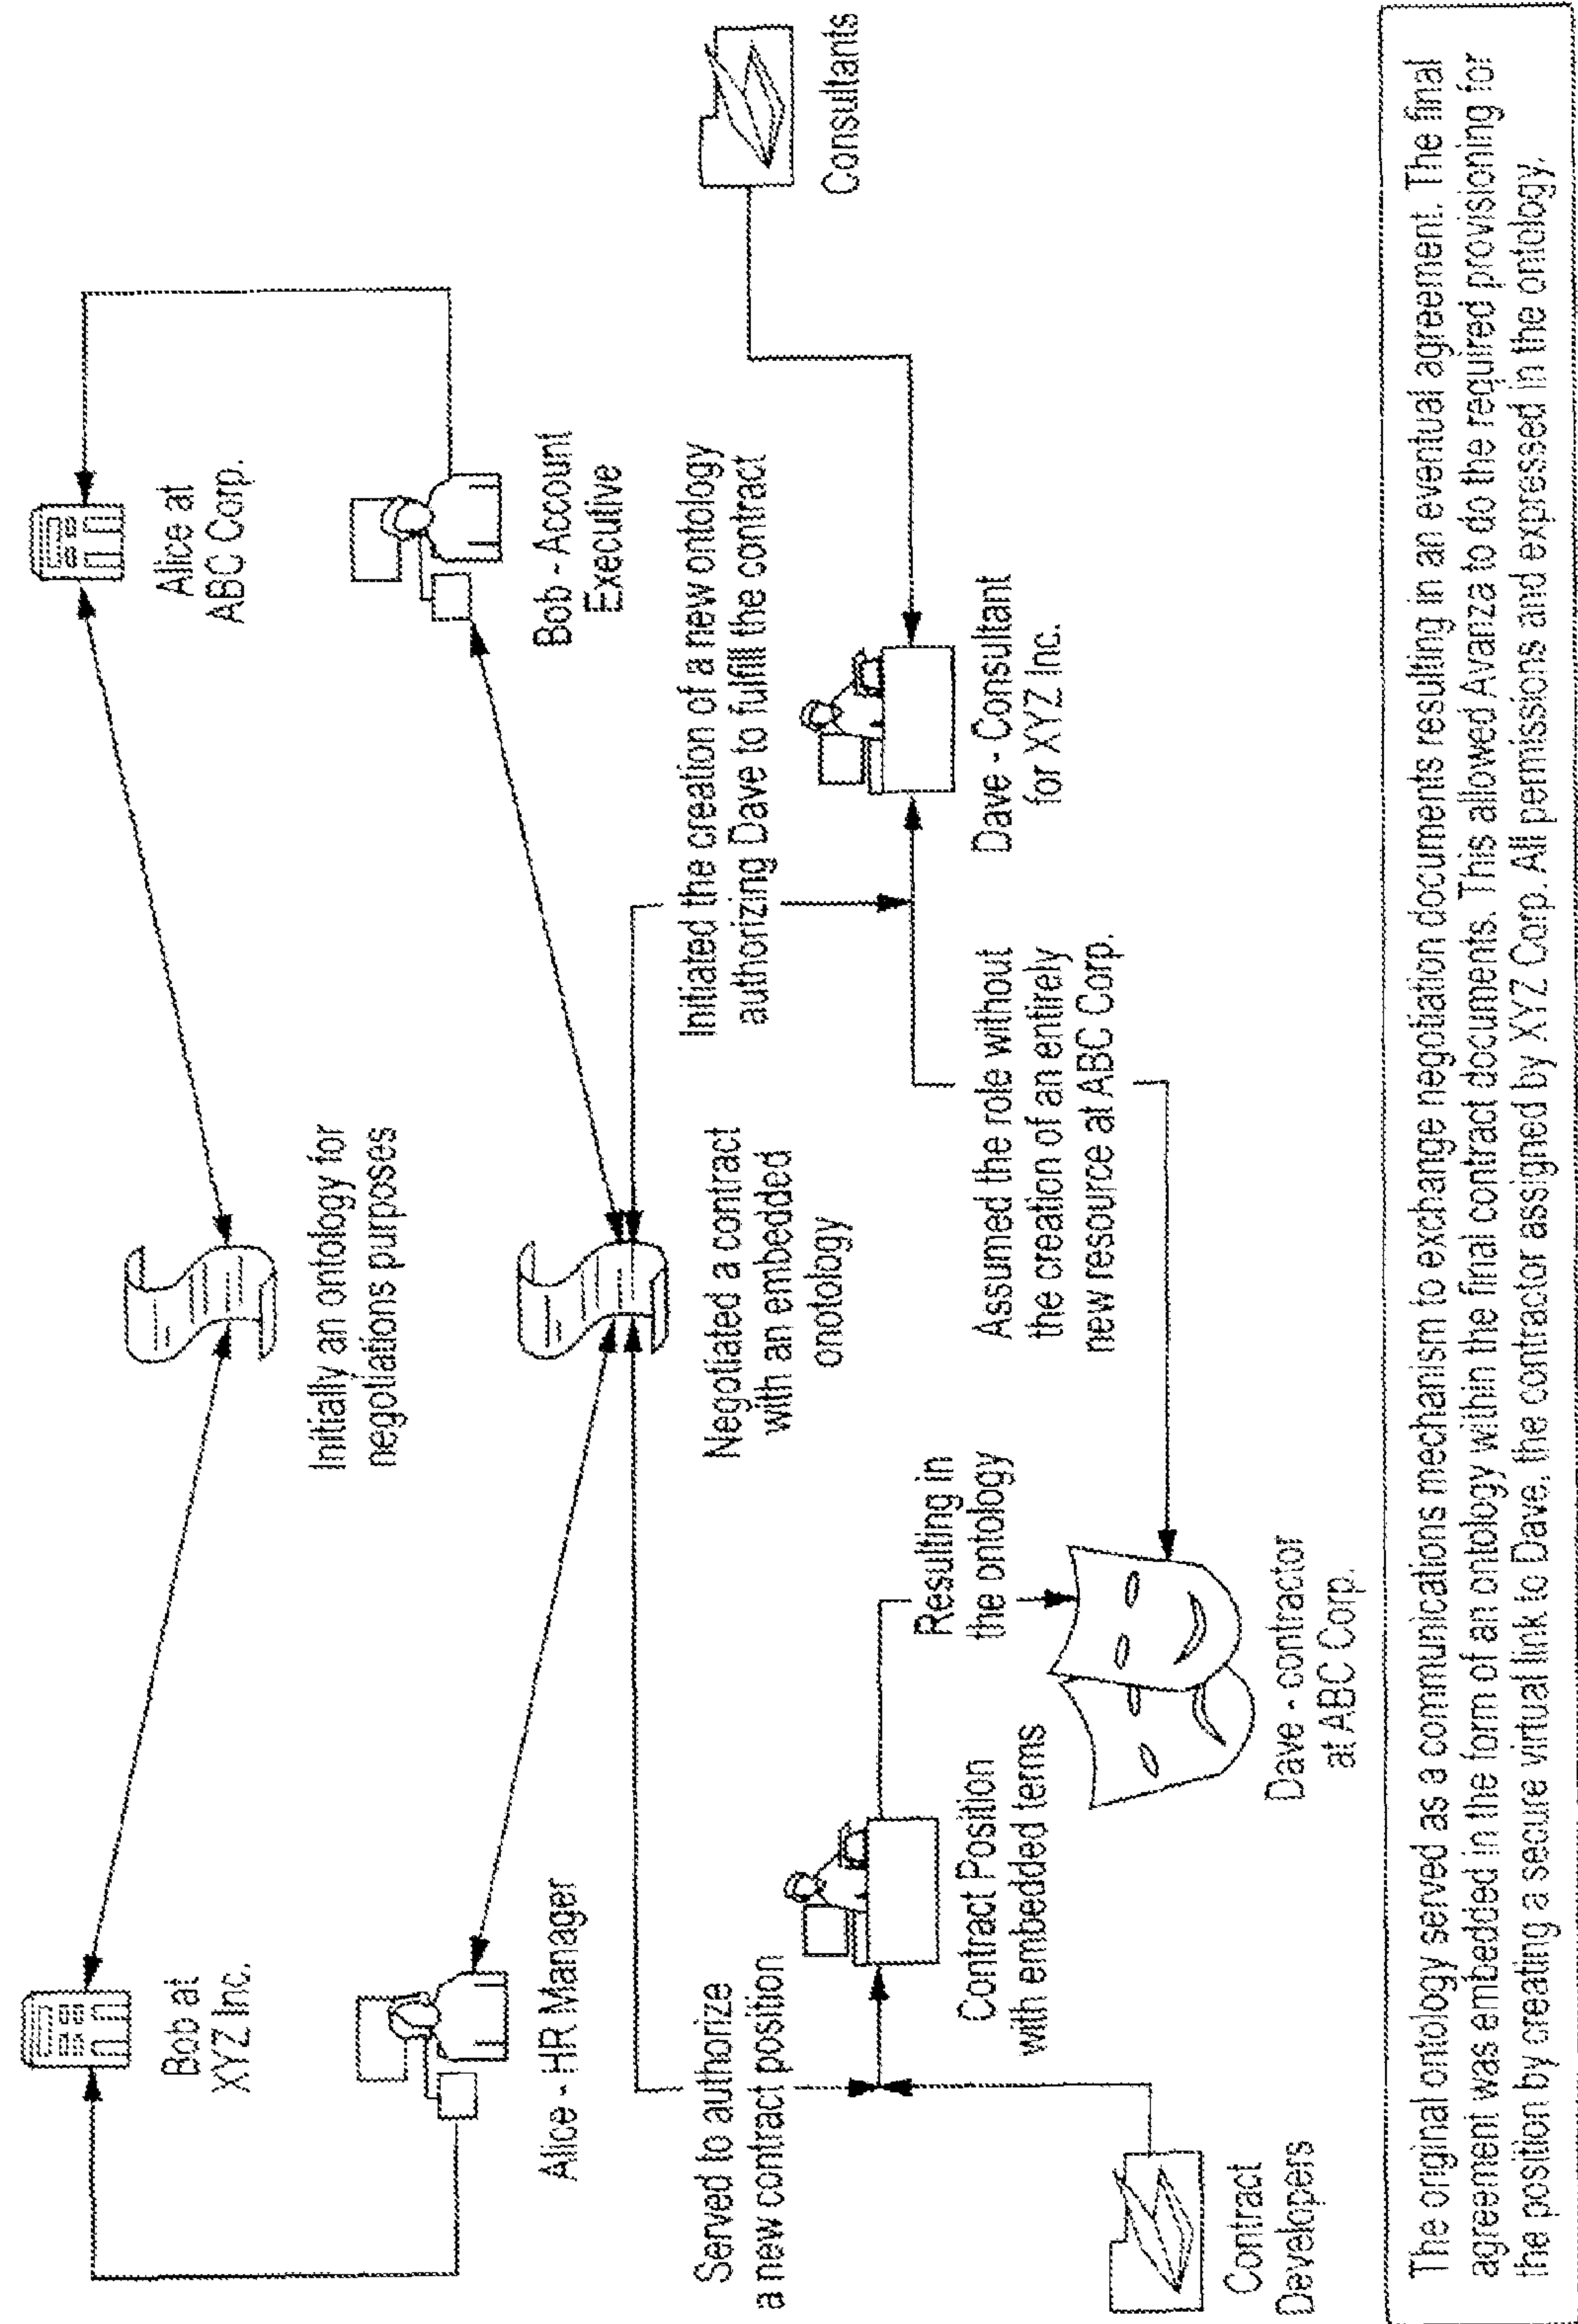 Bob at
XYZ Inc.
Alice at
ABC Corp.
Initially an ontology for
negotiations purposes
Alice - HR Manager
Bob - Account
Executive
Negotiated a contract
with an embedded
onotology
Served to authorize
a new contract position
Initiated the creation of a new ontology
authorizing Dave to fulfill the contract
Consultants
Contract Position
with embedded terms
Resulting in
the ontology
Assumed the role without
the creation of an entirely
new resource at ABC Corp.
Dave - Consultant
for XYZ Inc.
Contract
Developers
Dave - contractor
at ABC Corp.
The original ontology served as a communications mechanism to exchange negotiation documents resulting in an eventual agreement. The final
agreement was embedded in the form of an ontology within the final contract documents. This allowed Avanza to do the required provisioning for
the position by creating a secure virtual link to Dave, the contractor assigned by XYZ Corp. All permissions and expressed in the ontology.